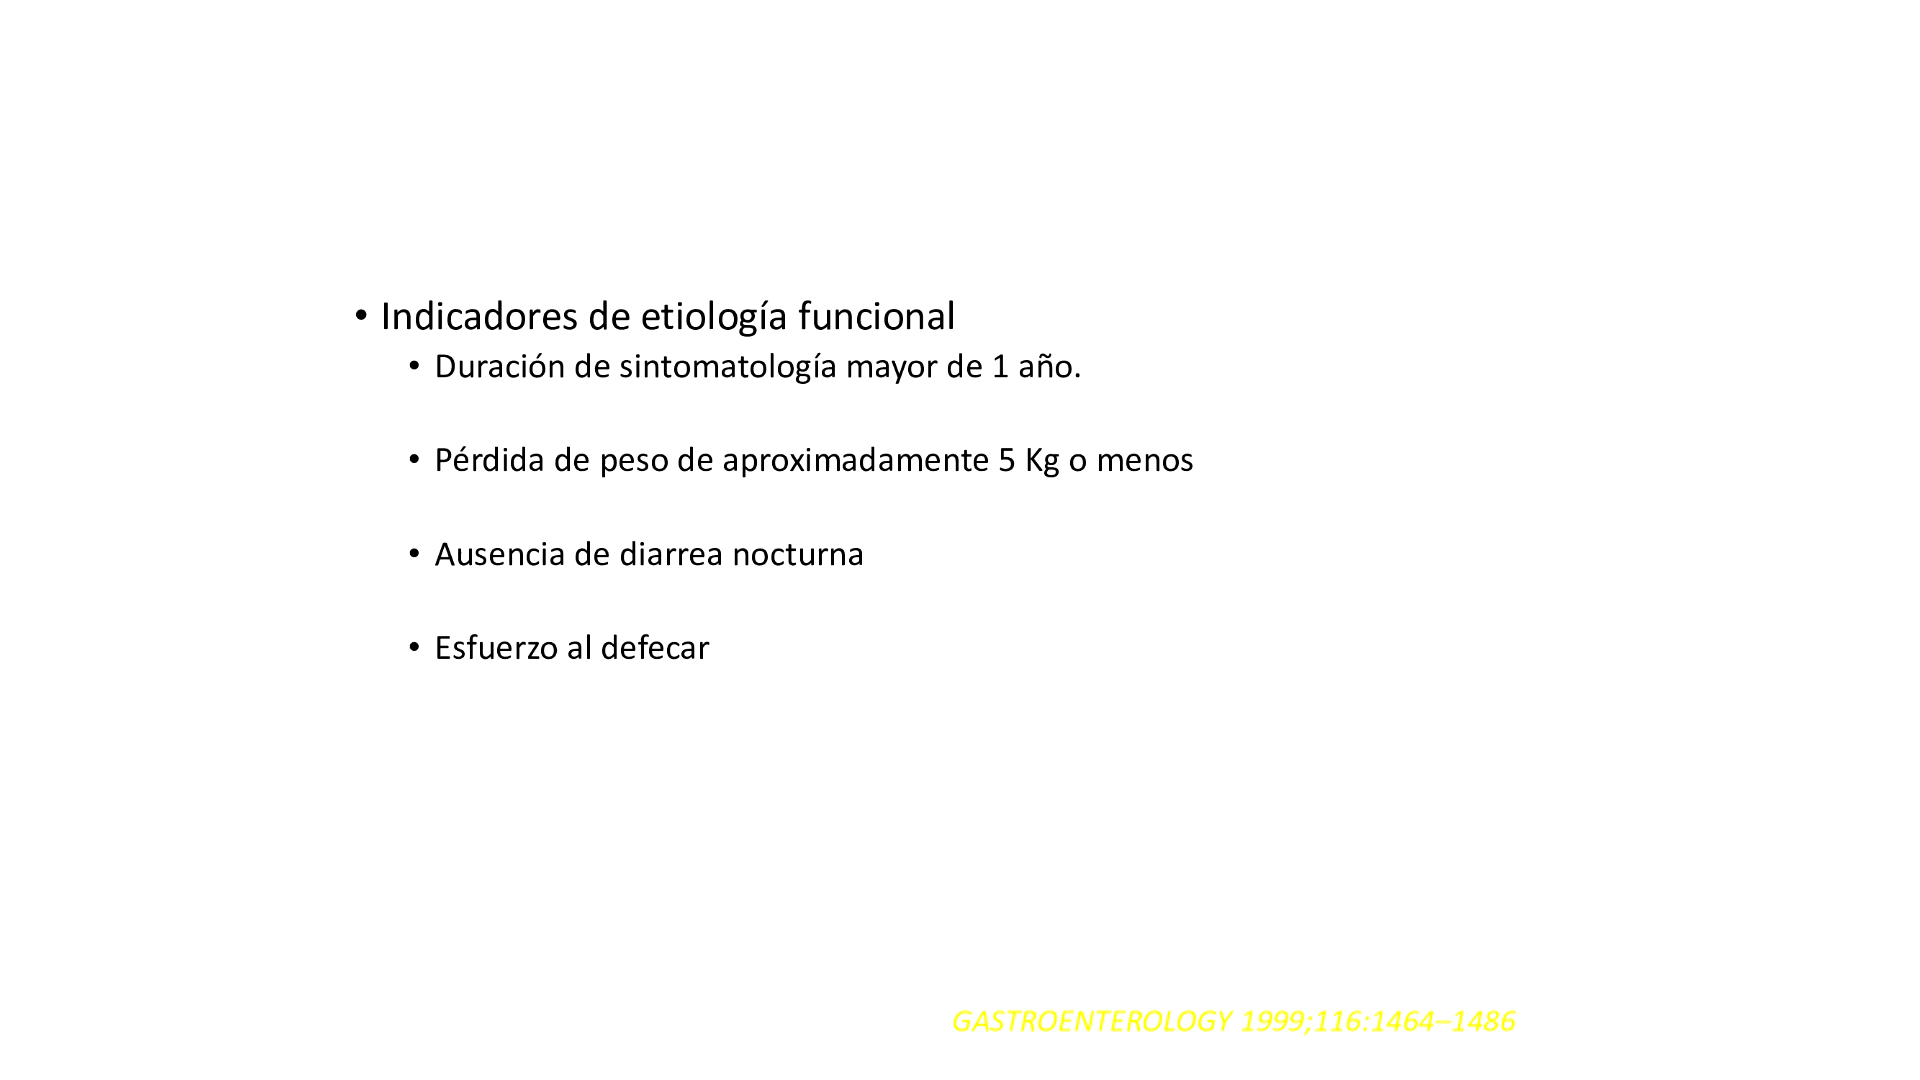 • Indicadores de etiología funcional
• Duración de sintomatología mayor de 1 año.
• Pérdida de peso de aproximadamente 5 Kg o menos
• Ausencia de diarrea nocturna
• Esfuerzo al defecar
GASTROENTEROLOGY 1999;116:1464–1486